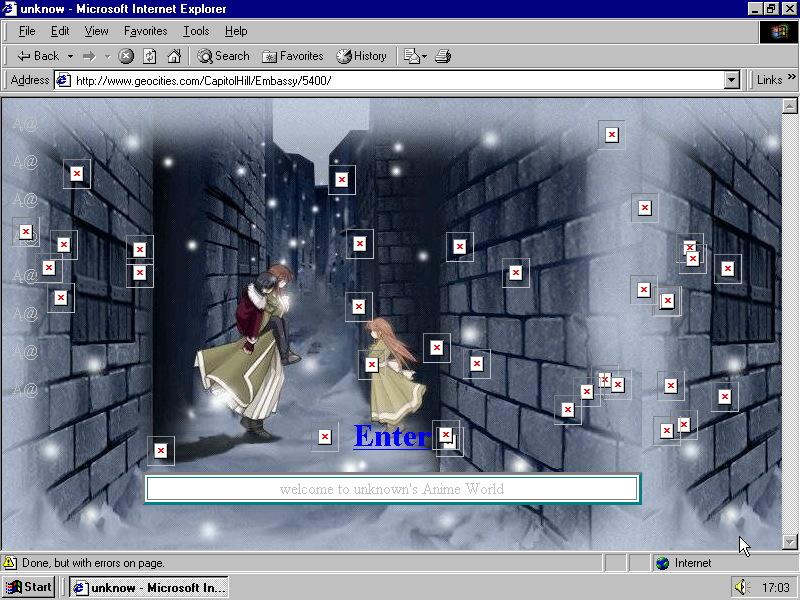 unknow - Microsoft Internet Explorer
File Edit View Favorites Tools Help
Back Search Favorites History
Address http://www.geocities.com/CapitolHill/Embassy/5400/ Links »
A@
A@
A@
A@
A@
A@
A@
Enter
welcome to unknown's Anime World
Done, but with errors on page. Internet
Start unknow - Microsoft In... 17:03